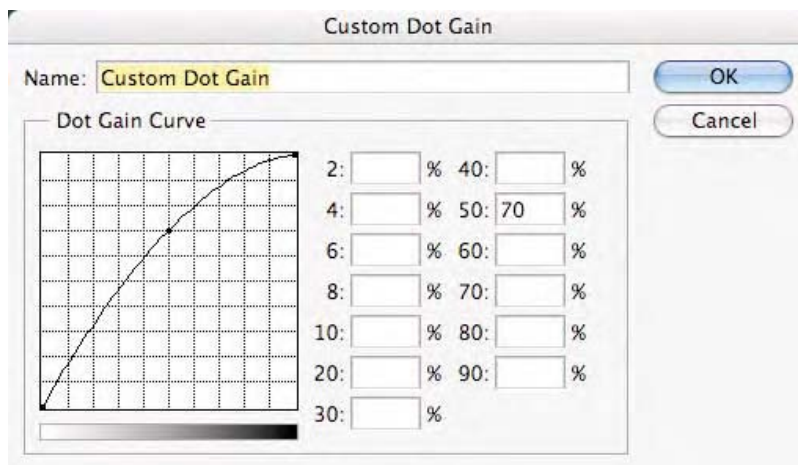 Custom Dot Gain
Name: Custom Dot Gain
OK
Cancel
Dot Gain Curve
2: % 40: %
4: % 50: 70 %
6: % 60: %
8: % 70: %
10: % 80: %
20: % 90: %
30: %